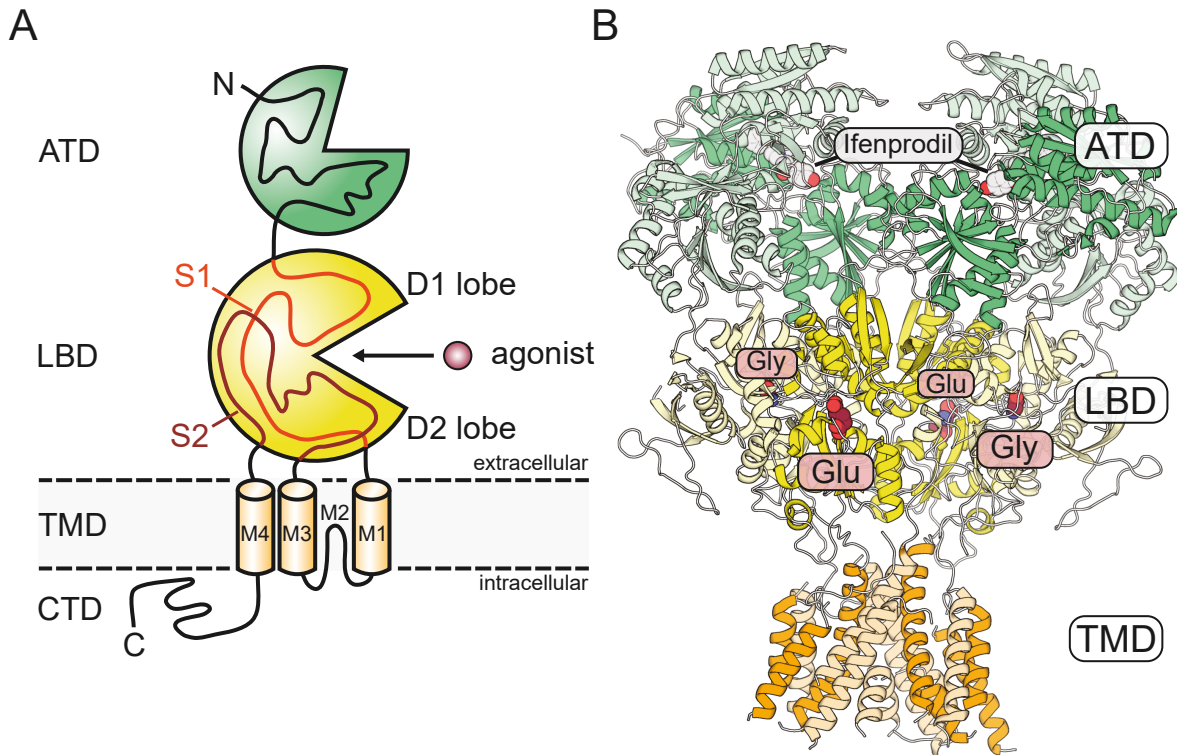 A
N
ATD
S1
D1 lobe
LBD
agonist
S2
D2 lobe
extracellular
TMD
M4
M3
M2
M1
intracellular
CTD
C
B
Ifenprodil
ATD
Gly
Glu
LBD
Glu
Gly
TMD